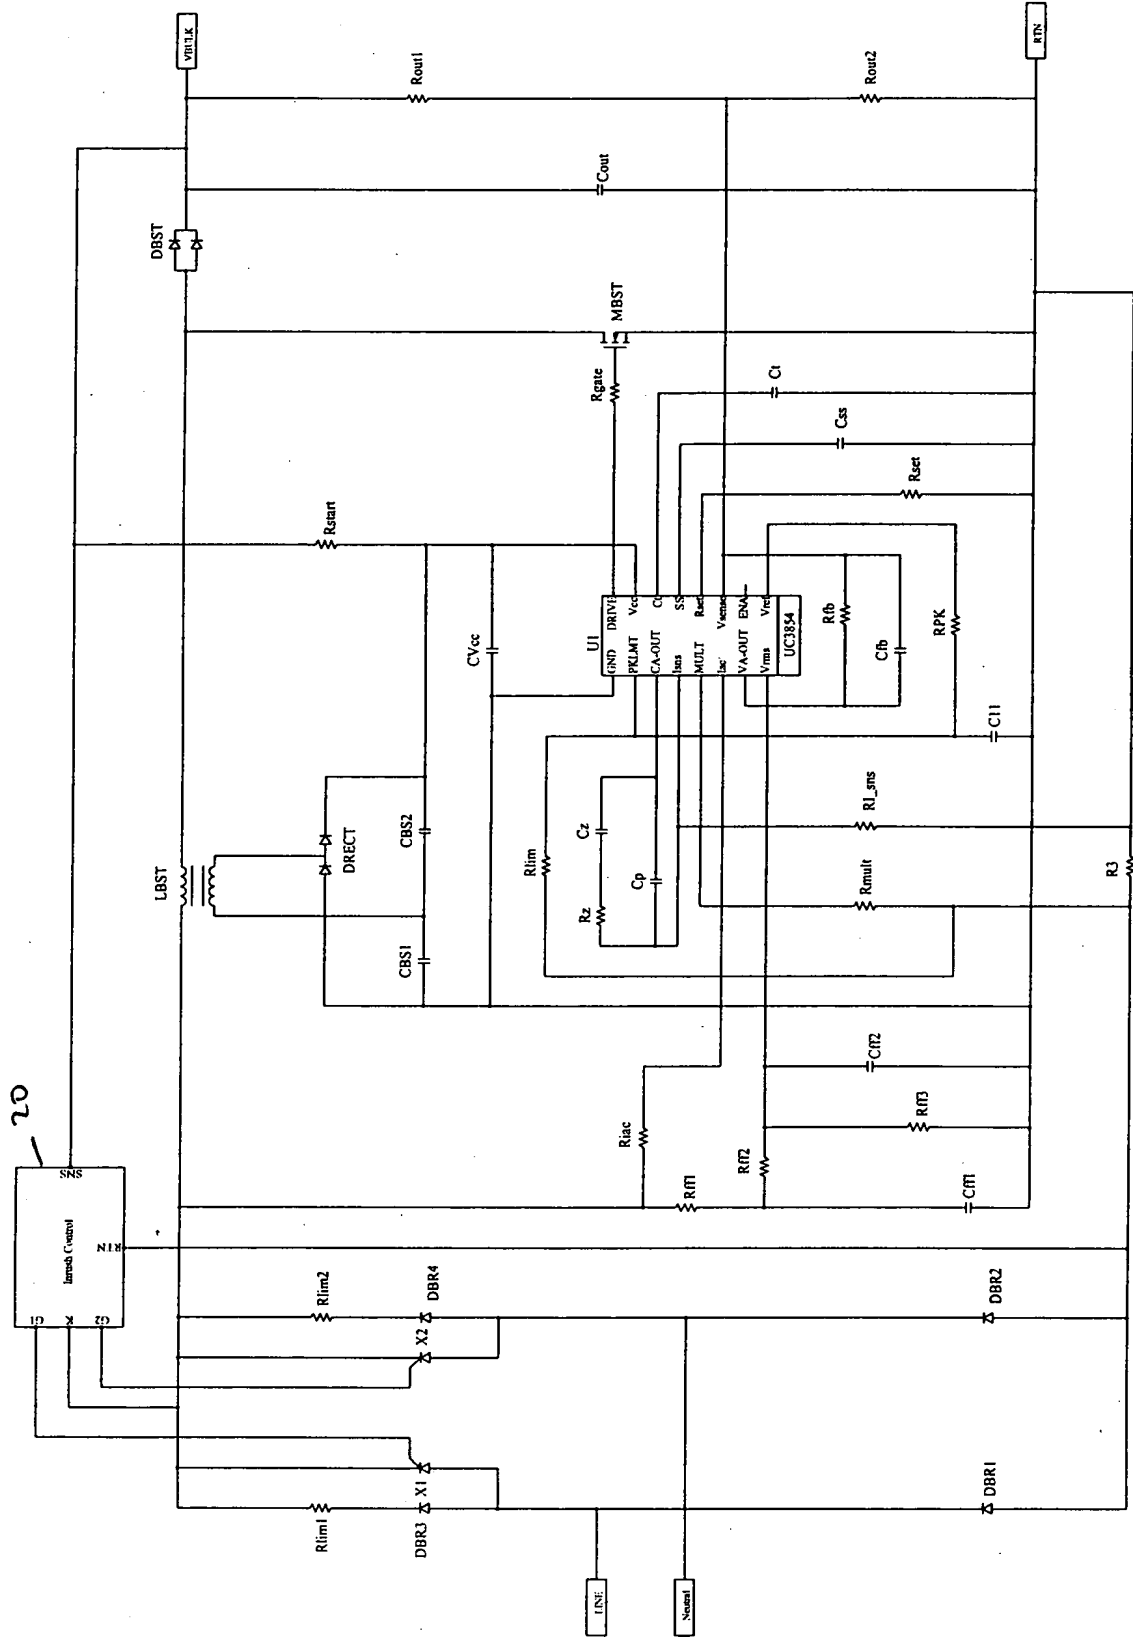 20
SNS
Inrush Control
RTN
G1
K
G2
VBULK
RTN
Rout1
Rout2
Cout
DBST
MBST
Rgate
Ct
Css
Rset
Rstart
CVcc
LBST
DRECT
CBS2
CBS1
U1
GND
DRIVE
PKLMT
Vcc
CA-OUT
Ct
Isns
SS
MULT
Rset
Iac
Vsense
VA-OUT
ENA
Vrms
Vref
UC3854
Rfb
Cfb
RPK
C11
Rlim
Cz
Rz
Cp
RI_sns
Rmult
R3
Riac
Rff1
Rff2
Rff3
Cff2
Cff1
Rlim2
DBR4
X2
DBR2
Rlim1
DBR3
X1
DBR1
LINE
Neutral